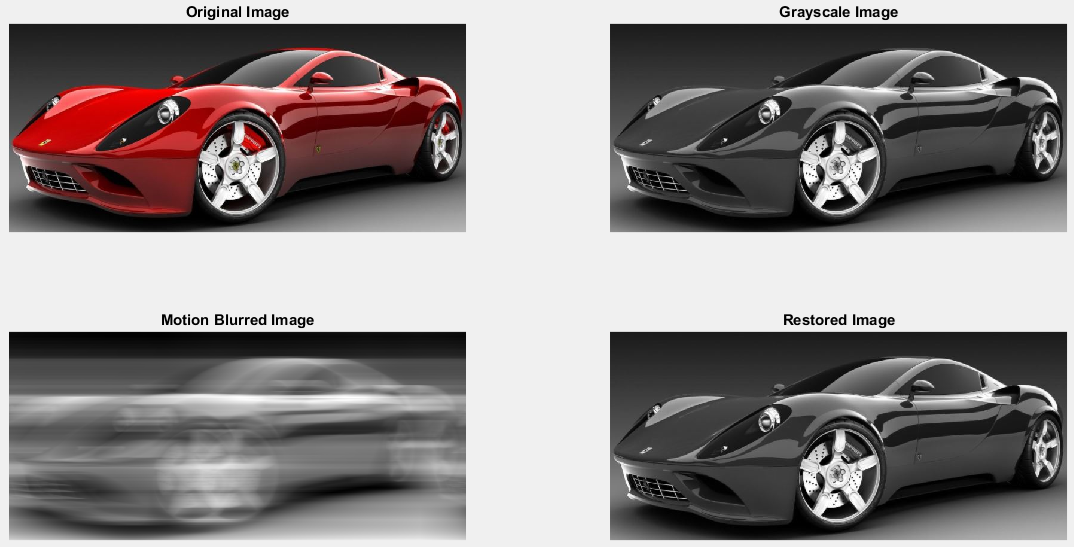 Original Image
Grayscale Image
Motion Blurred Image
Restored Image